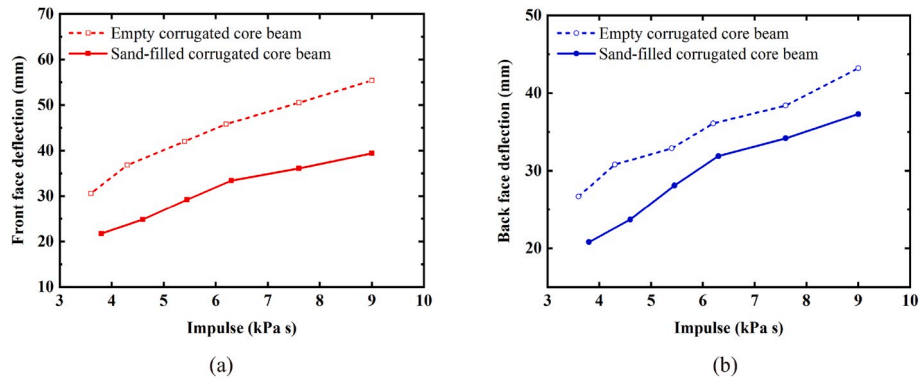 70
60
50
40
30
20
10
Front face deflection (mm)
Empty corrugated core beam
Sand-filled corrugated core beam
3 4 5 6 7 8 9 10
Impulse (kPa s)
(a)
50
40
30
20
Back face deflection (mm)
Empty corrugated core beam
Sand-filled corrugated core beam
3 4 5 6 7 8 9 10
Impulse (kPa s)
(b)